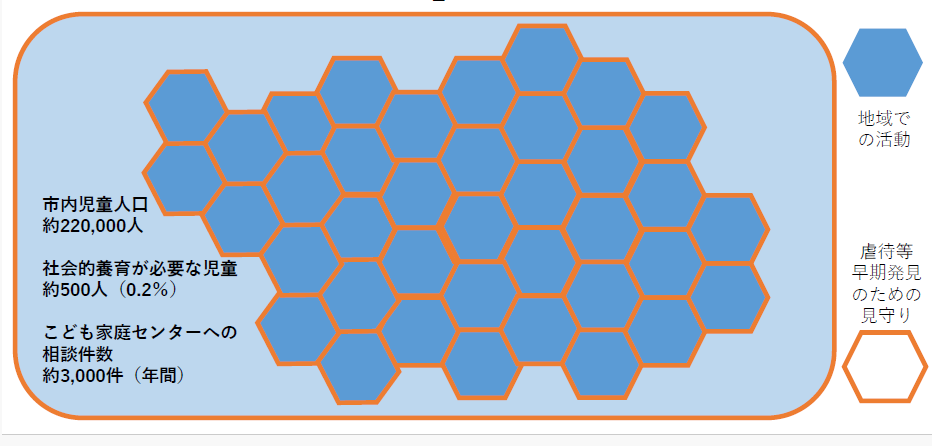 市内児童人口
約220,000人
社会的養育が必要な児童
約500人（0.2%）
こども家庭センターへの
相談件数
約3,000件（年間）
地域で
の活動
虐待等
早期発見
のための
見守り